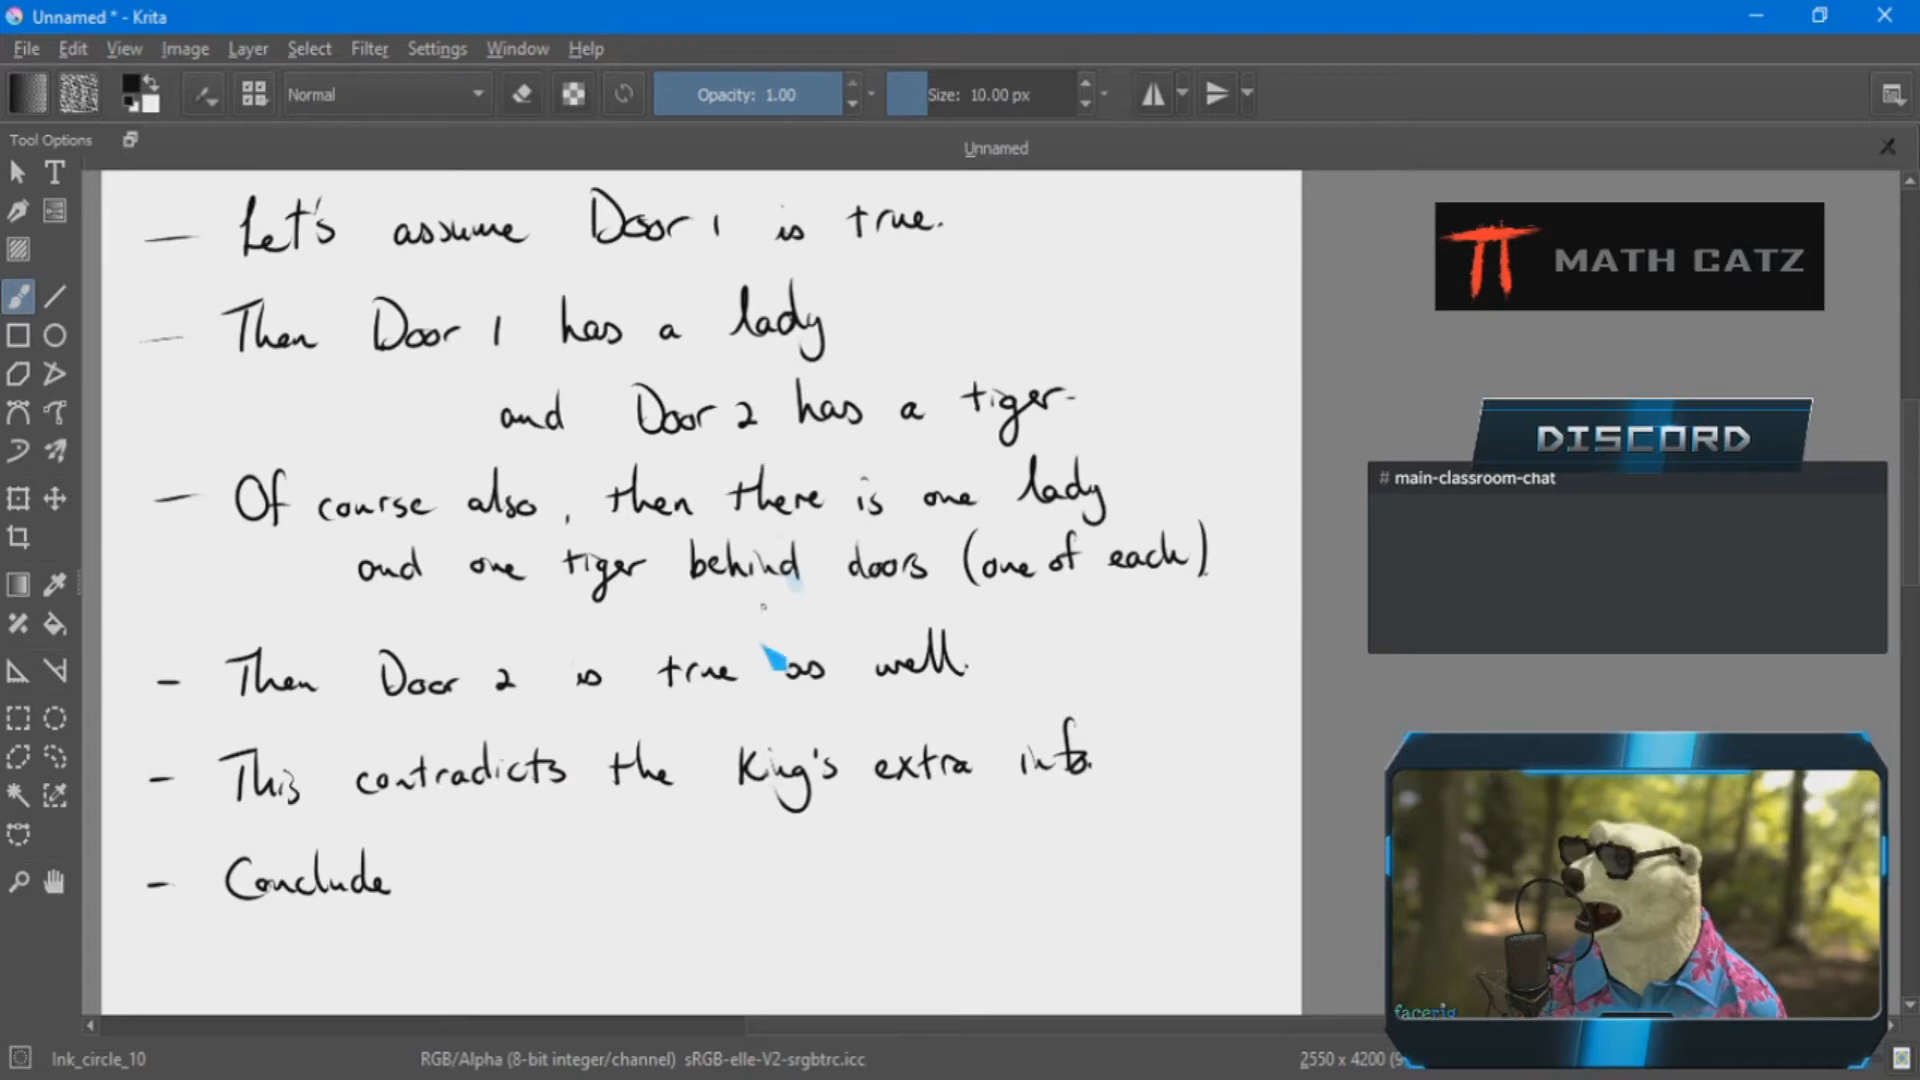 Unnamed * - Krita
File Edit View Image Layer Select Filter Settings Window Help
Normal
Opacity: 1.00
Size: 10.00 px
Tool Options
Unnamed
- Let's assume Door 1 is true.
- Then Door 1 has a lady
and Door 2 has a tiger.
- Of course also, then there is one lady
and one tiger behind doors (one of each).
- Then Door 2 is true as well.
- This contradicts the King's extra info.
- Conclude
MATH CATZ
DISCORD
# main-classroom-chat
facerig
Ink_circle_10
RGB/Alpha (8-bit integer/channel) sRGB-elle-V2-srgbtrc.icc
2550 x 4200 (9